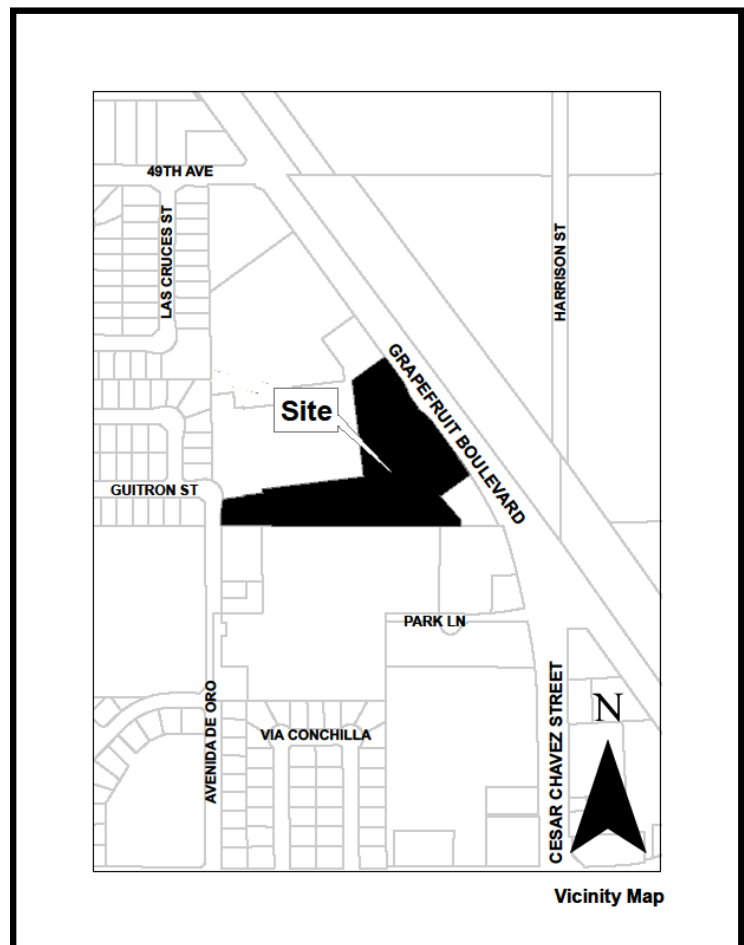 49TH AVE
LAS CRUCES ST
HARRISON ST
GRAPEFRUIT BOULEVARD
Site
GUITRON ST
PARK LN
AVENIDA DE ORO
VIA CONCHILLA
CESAR CHAVEZ STREET
N
Vicinity Map